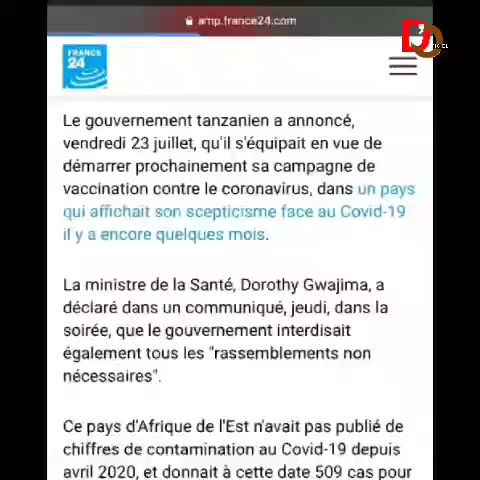 amp.france24.com
FRANCE
24
Le gouvernement tanzanien a annoncé,
vendredi 23 juillet, qu'il s'équipait en vue de
démarrer prochainement sa campagne de
vaccination contre le coronavirus, dans un pays
qui affichait son scepticisme face au Covid-19
il y a encore quelques mois.
La ministre de la Santé, Dorothy Gwajima, a
déclaré dans un communiqué, jeudi, dans la
soirée, que le gouvernement interdisait
également tous les "rassemblements non
nécessaires".
Ce pays d'Afrique de l'Est n'avait pas publié de
chiffres de contamination au Covid-19 depuis
avril 2020, et donnait à cette date 509 cas pour